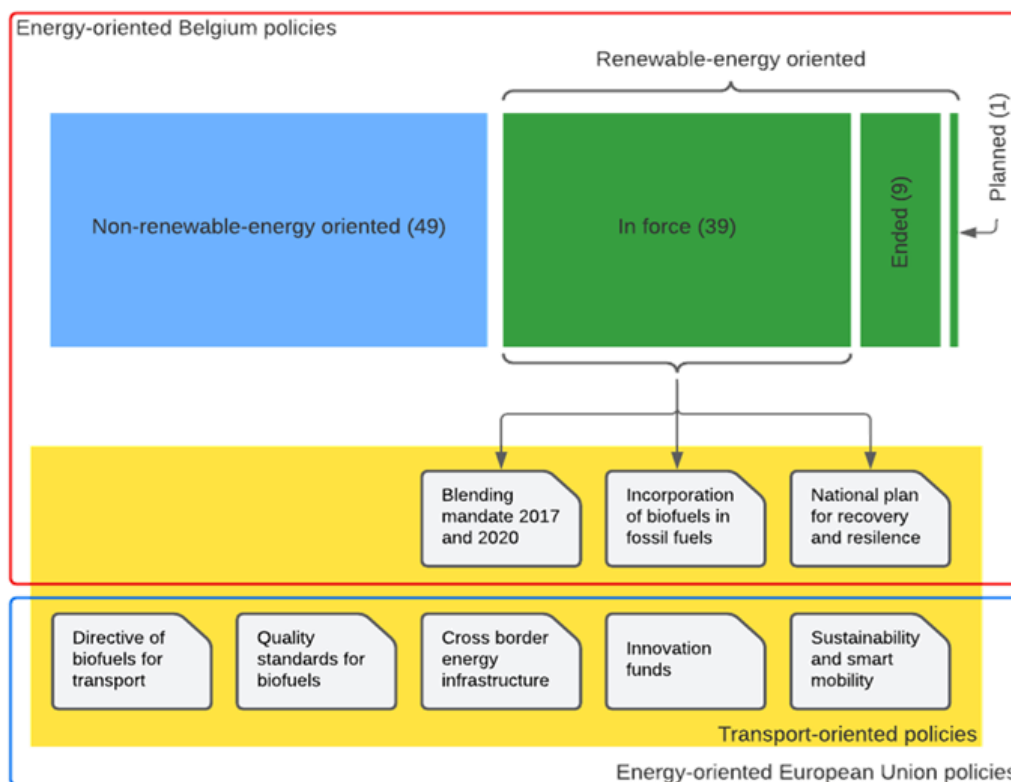 Energy-oriented Belgium policies
Renewable-energy oriented
Planned (1)
Non-renewable-energy oriented (49)
In force (39)
Ended (9)
Blending
mandate 2017
and 2020
Incorporation
of biofuels in
fossil fuels
National plan
for recovery
and resilence
Directive of
biofuels for
transport
Quality
standards for
biofuels
Cross border
energy
infrastructure
Innovation
funds
Sustainability
and smart
mobility
Transport-oriented policies
Energy-oriented European Union policies